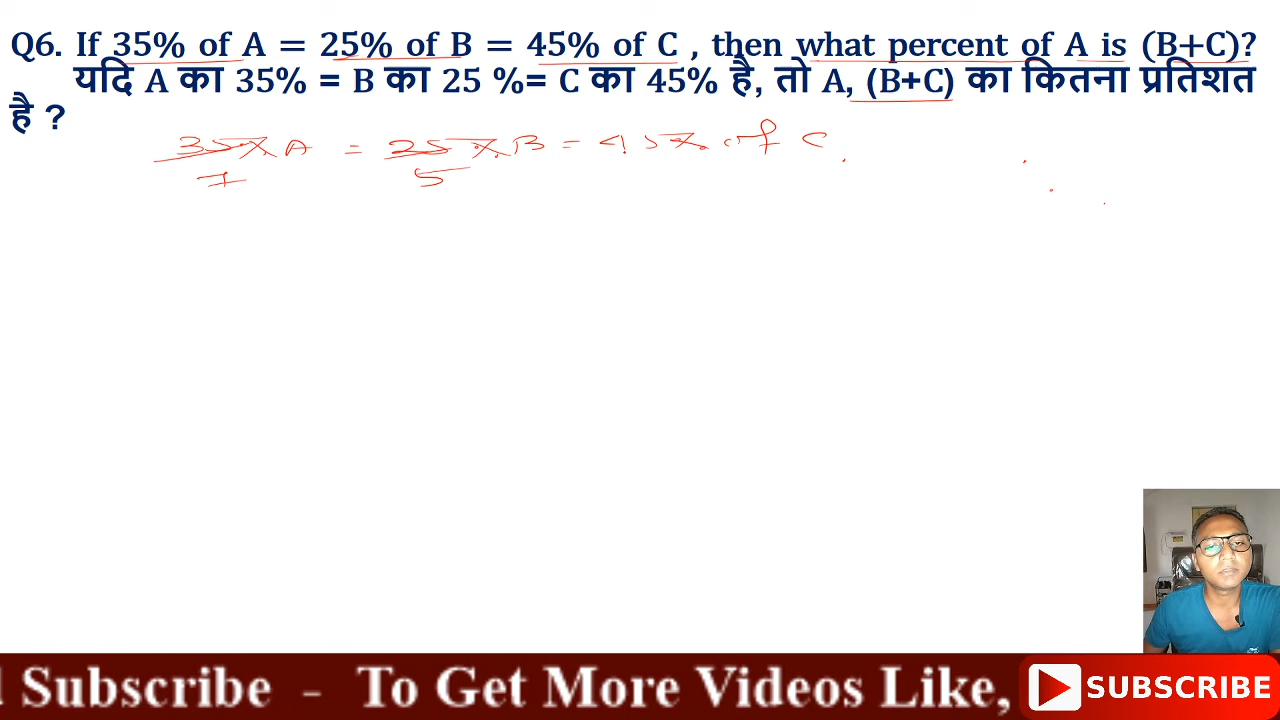 Q6. If 35% of A = 25% of B = 45% of C , then what percent of A is (B+C)?
यदि A का 35% = B का 25 %= C का 45% है, तो A, (B+C) का कितना प्रतिशत
है ?
35% A = 25% B = 45% of C
7 5
Subscribe - To Get More Videos Like,
SUBSCRIBE